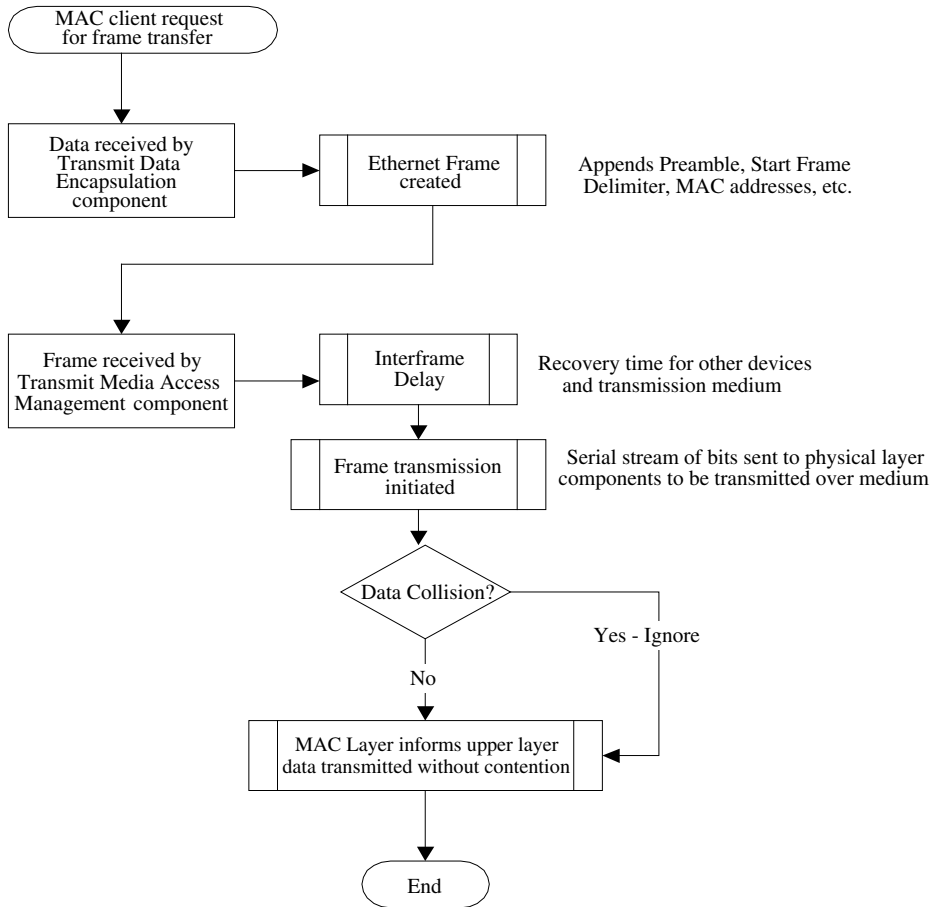 MAC client request
for frame transfer
Data received by
Transmit Data
Encapsulation
component
Ethernet Frame
created
Appends Preamble, Start Frame
Delimiter, MAC addresses, etc.
Frame received by
Transmit Media Access
Management component
Interframe
Delay
Recovery time for other devices
and transmission medium
Frame transmission
initiated
Serial stream of bits sent to physical layer
components to be transmitted over medium
Data Collision?
Yes - Ignore
No
MAC Layer informs upper layer
data transmitted without contention
End